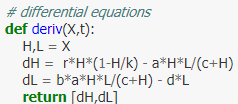 # differential equations
def deriv(X,t):
    H,L = X
    dH =  r*H*(1-H/k) - a*H*L/(c+H)
    dL = b*a*H*L/(c+H) - d*L
    return [dH,dL]